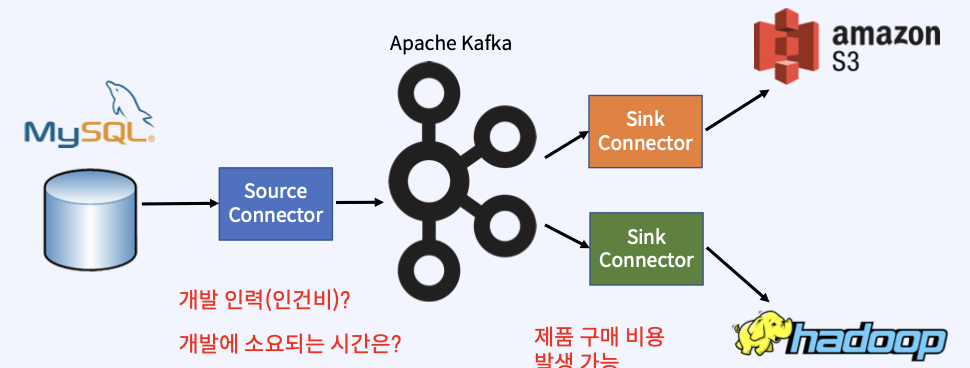 Apache Kafka
amazon
S3
MySQL®
Source
Connector
Sink
Connector
Sink
Connector
개발 인력(인건비)?
개발에 소요되는 시간은?
제품 구매 비용
발생 가능
hadoop